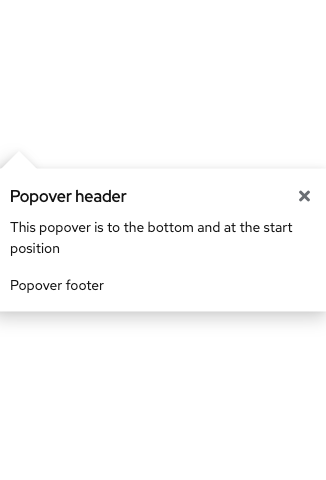 Popover header
This popover is to the bottom and at the start
position
Popover footer